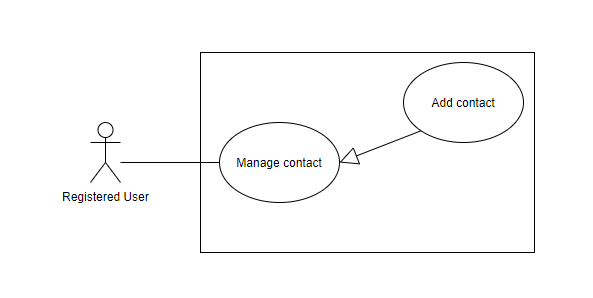 Add contact
Manage contact
Registered User